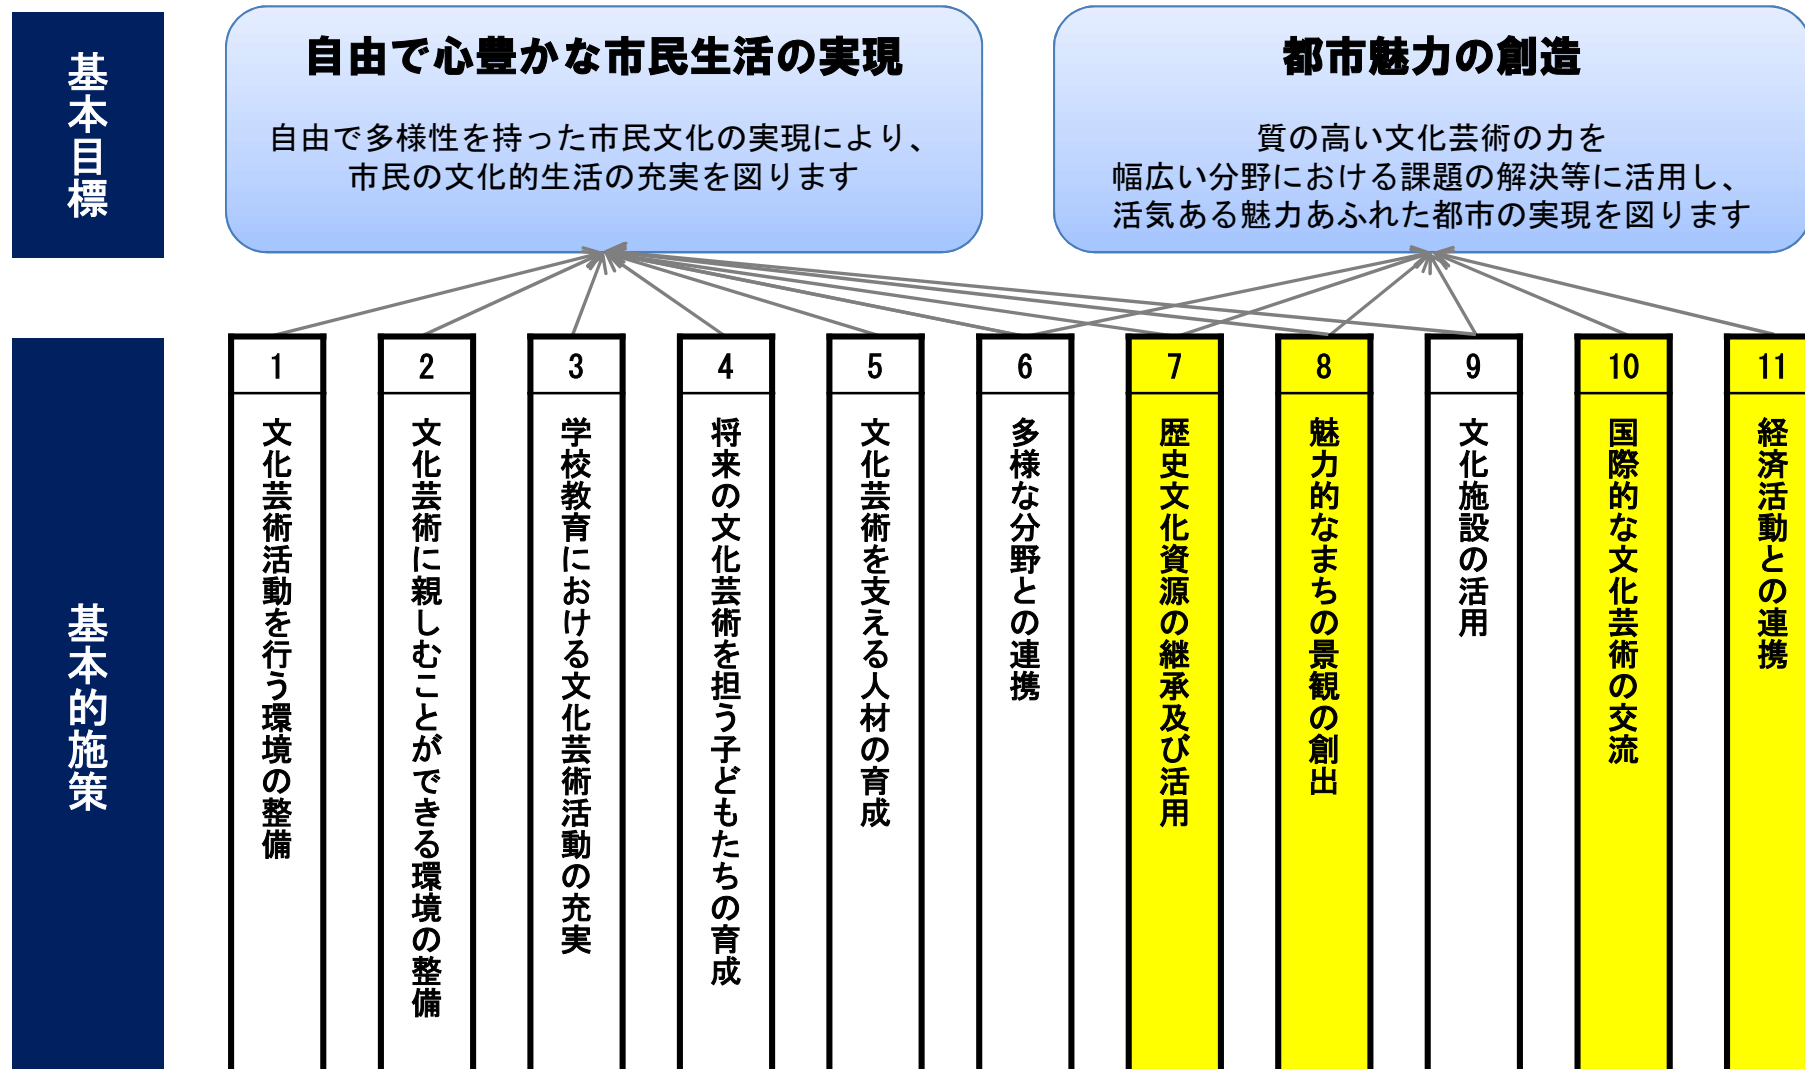 基本目標
自由で心豊かな市民生活の実現
自由で多様性を持った市民文化の実現により、
市民の文化的生活の充実を図ります
都市魅力の創造
質の高い文化芸術の力を
幅広い分野における課題の解決等に活用し、
活気ある魅力あふれた都市の実現を図ります
基本的施策
1
文化芸術活動を行う環境の整備
2
文化芸術に親しむことができる環境の整備
3
学校教育における文化芸術活動の充実
4
将来の文化芸術を担う子どもたちの育成
5
文化芸術を支える人材の育成
6
多様な分野との連携
7
歴史文化資源の継承及び活用
8
魅力的なまちの景観の創出
9
文化施設の活用
10
国際的な文化芸術の交流
11
経済活動との連携